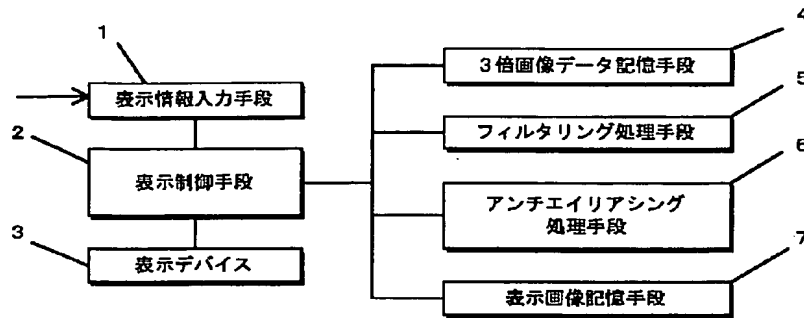 1
表示情報入力手段
2
表示制御手段
3
表示デバイス
4
3倍画像データ記憶手段
5
フィルタリング処理手段
6
アンチエイリアシング
処理手段
7
表示画像記憶手段